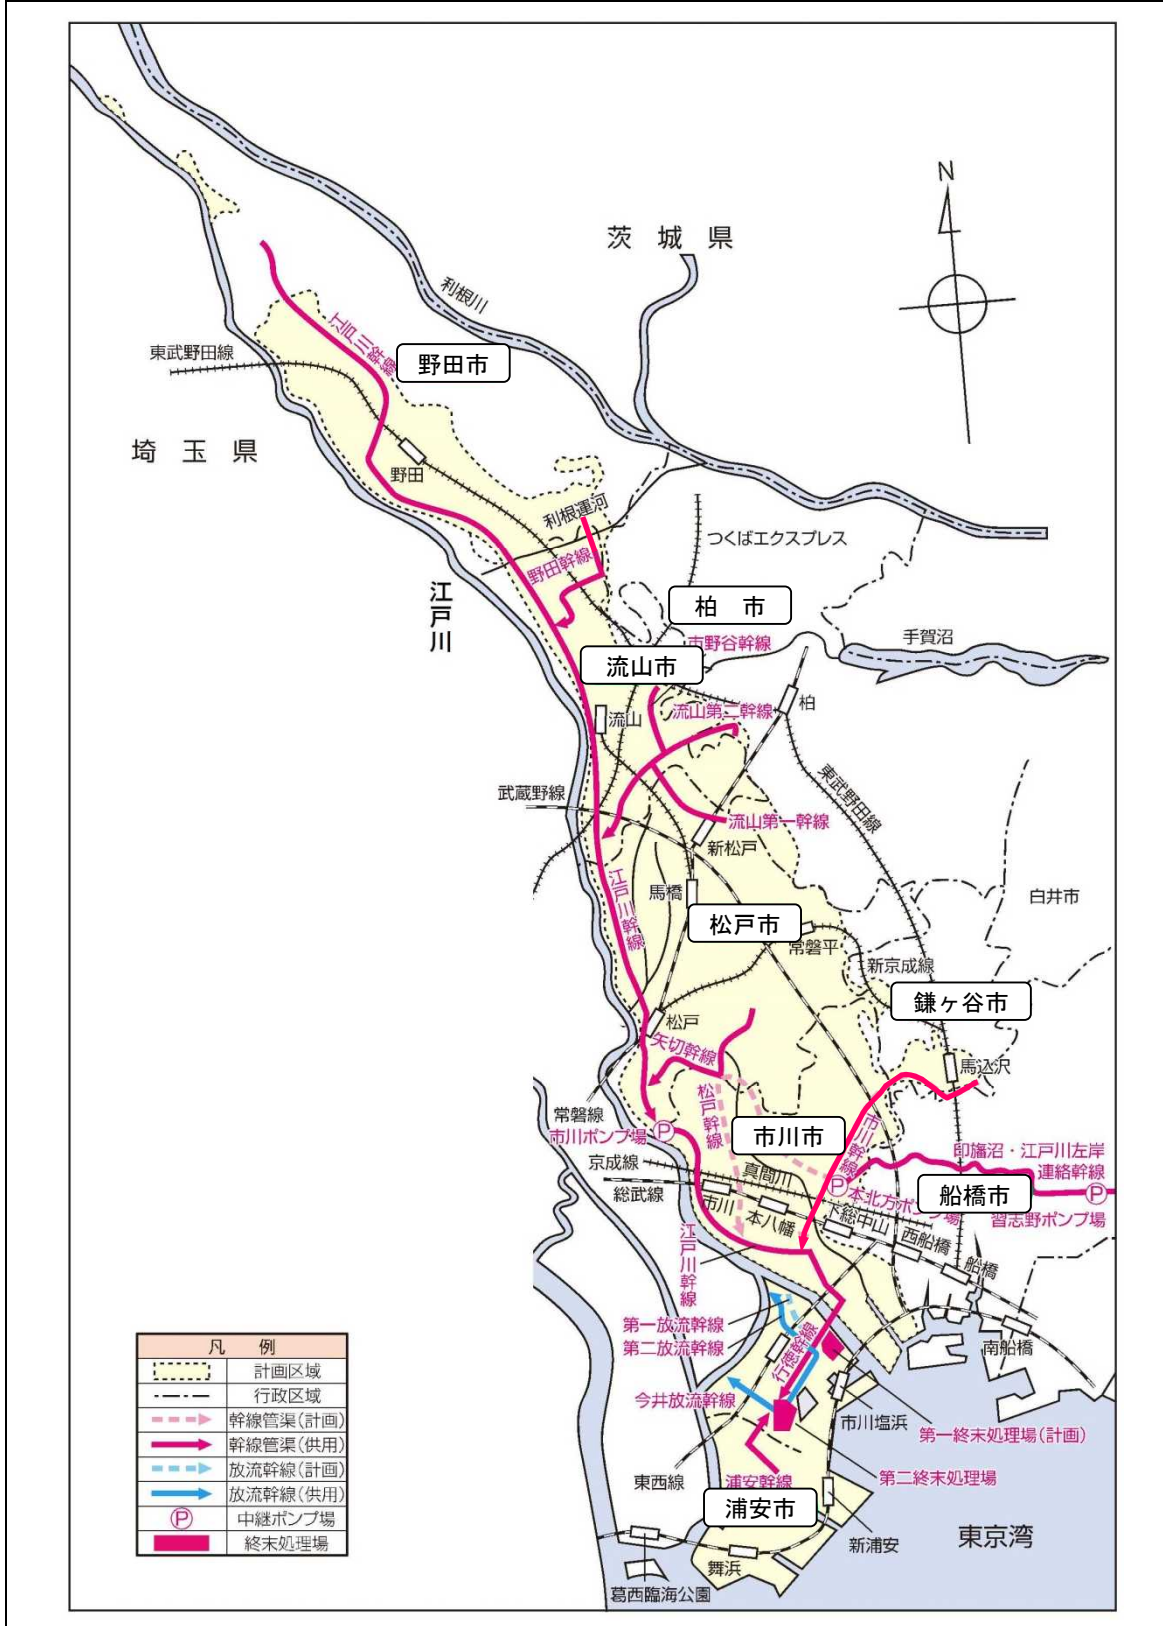 N
茨城県
利根川
江戸川幹線
東武野田線
野田市
埼玉県
野田
利根運河
つくばエクスプレス
野田幹線
江戸川
柏 市
手賀沼
市野谷幹線
流山市
流山
流山第二幹線
柏
東武野田線
武蔵野線
流山第一幹線
新松戸
馬橋
江戸川幹線
白井市
松戸市
常磐平
新京成線
鎌ヶ谷市
松戸
矢切幹線
馬込沢
松戸幹線
常磐線
市川ポンプ場
P
市川市
市川幹線
印旛沼・江戸川左岸
連絡幹線
京成線
真間川
P
本北方ポンプ場
船橋市
P
習志野ポンプ場
総武線
市川
本八幡
下総中山
西船橋
船橋
江戸川幹線
第一放流幹線
第二放流幹線
行徳幹線
南船橋
今井放流幹線
市川塩浜
第一終末処理場(計画)
東西線
浦安幹線
第二終末処理場
浦安市
新浦安
東京湾
舞浜
葛西臨海公園
凡 例
計画区域
行政区域
幹線管渠(計画)
幹線管渠(供用)
放流幹線(計画)
放流幹線(供用)
P 中継ポンプ場
終末処理場